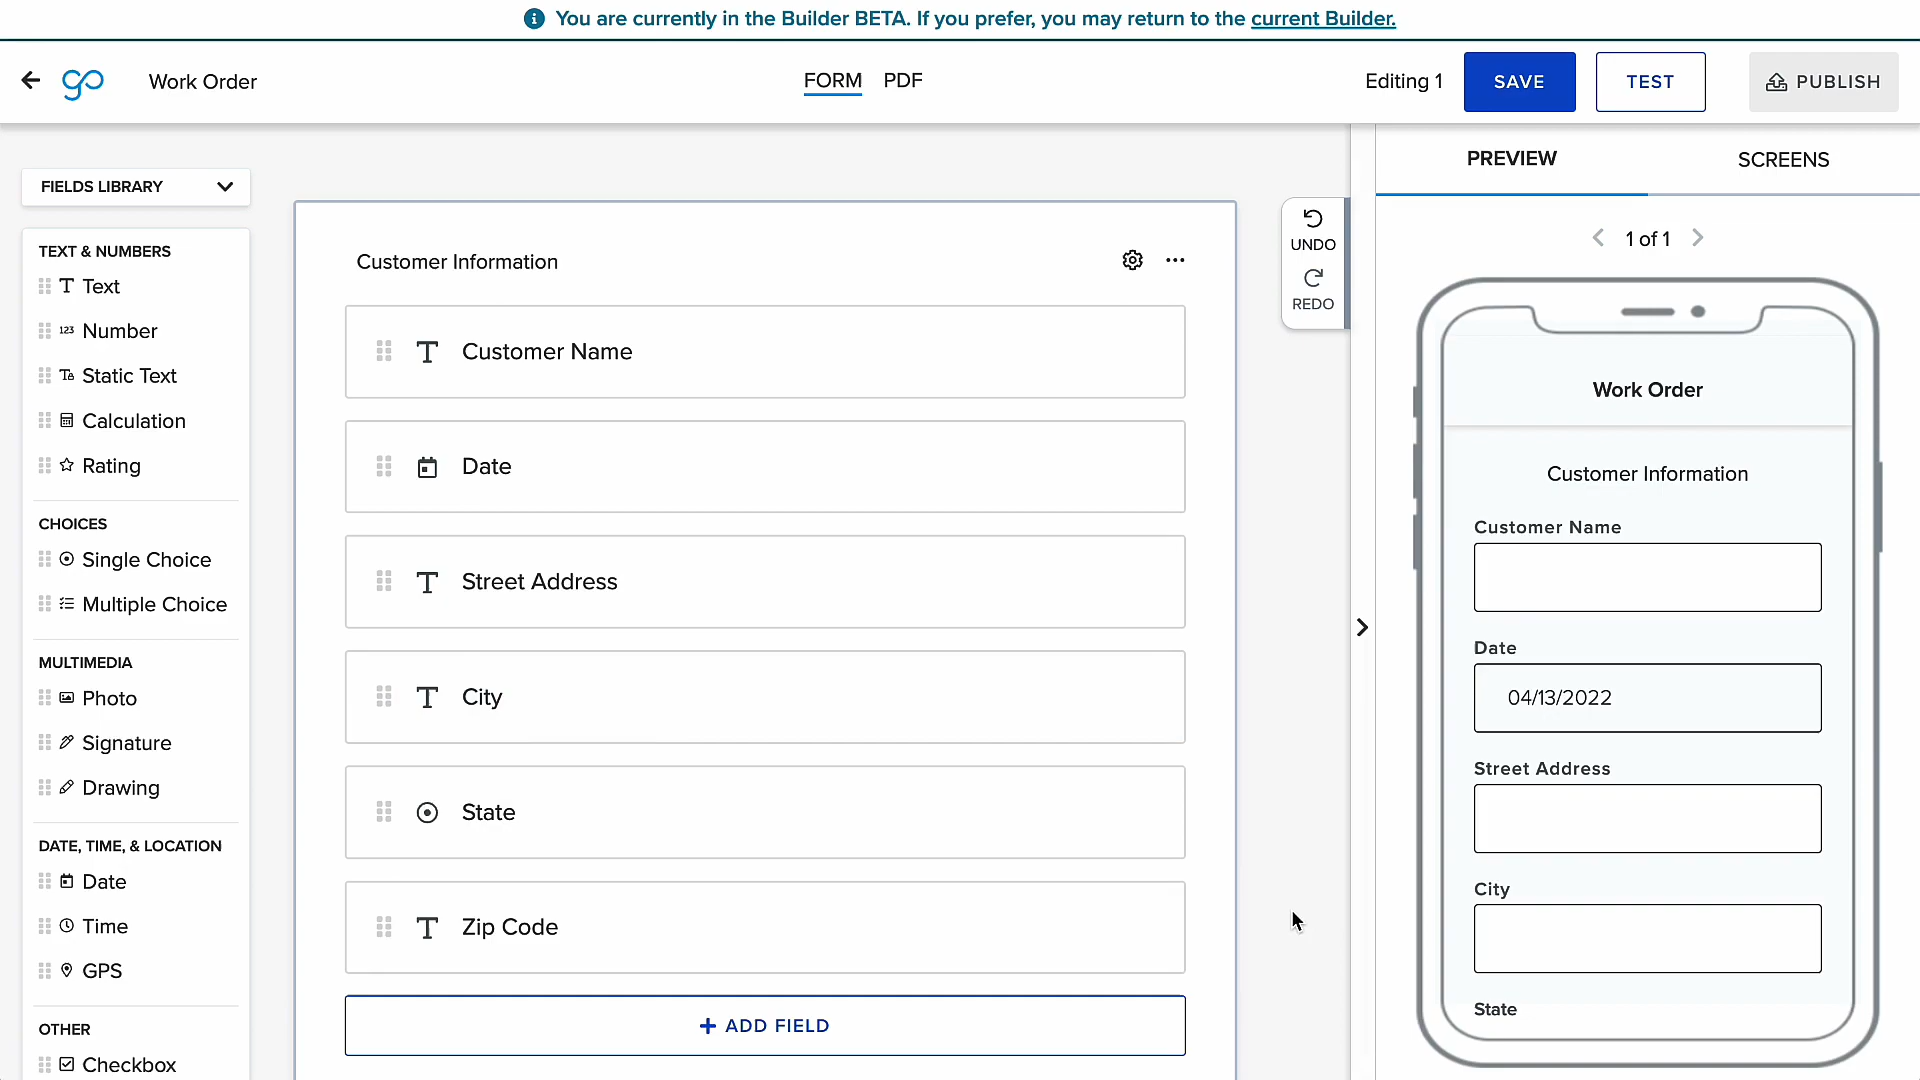 You are currently in the Builder BETA. If you prefer, you may return to the current Builder.
go
Work Order
FORM
PDF
Editing 1
SAVE
TEST
PUBLISH
FIELDS LIBRARY
TEXT & NUMBERS
Text
123 Number
Static Text
Calculation
Rating
CHOICES
Single Choice
Multiple Choice
MULTIMEDIA
Photo
Signature
Drawing
DATE, TIME, & LOCATION
Date
Time
GPS
OTHER
Checkbox
Customer Information
Customer Name
Date
Street Address
City
State
Zip Code
+ ADD FIELD
UNDO
REDO
PREVIEW
SCREENS
1 of 1
Work Order
Customer Information
Customer Name
Date
04/13/2022
Street Address
City
State